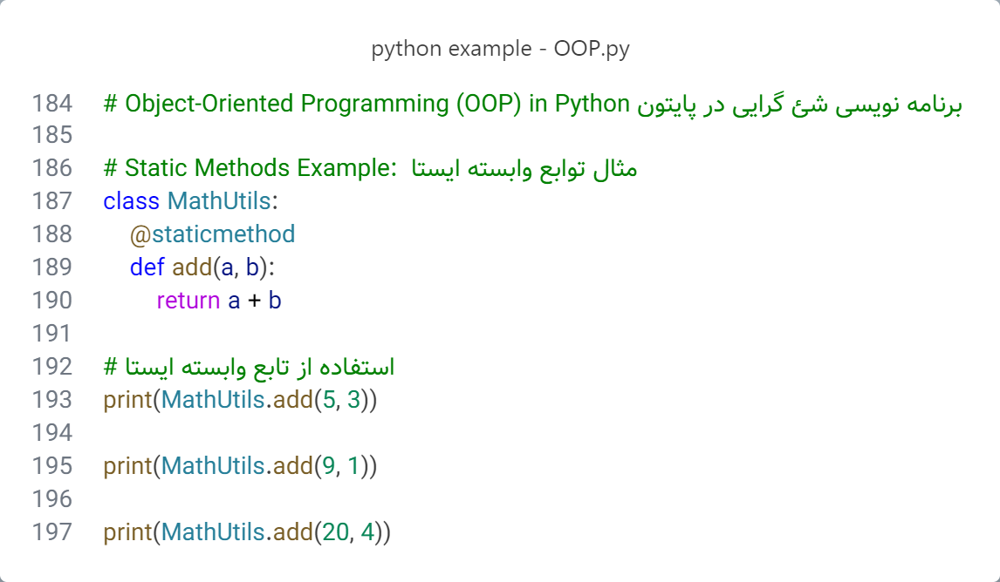 python example - OOP.py
184 # Object-Oriented Programming (OOP) in Python برنامه نویسی شئ گرایی در پایتون
185
186 # Static Methods Example: مثال توابع وابسته ایستا
187 class MathUtils:
188     @staticmethod
189     def add(a, b):
190         return a + b
191
192 # استفاده از تابع وابسته ایستا
193 print(MathUtils.add(5, 3))
194
195 print(MathUtils.add(9, 1))
196
197 print(MathUtils.add(20, 4))